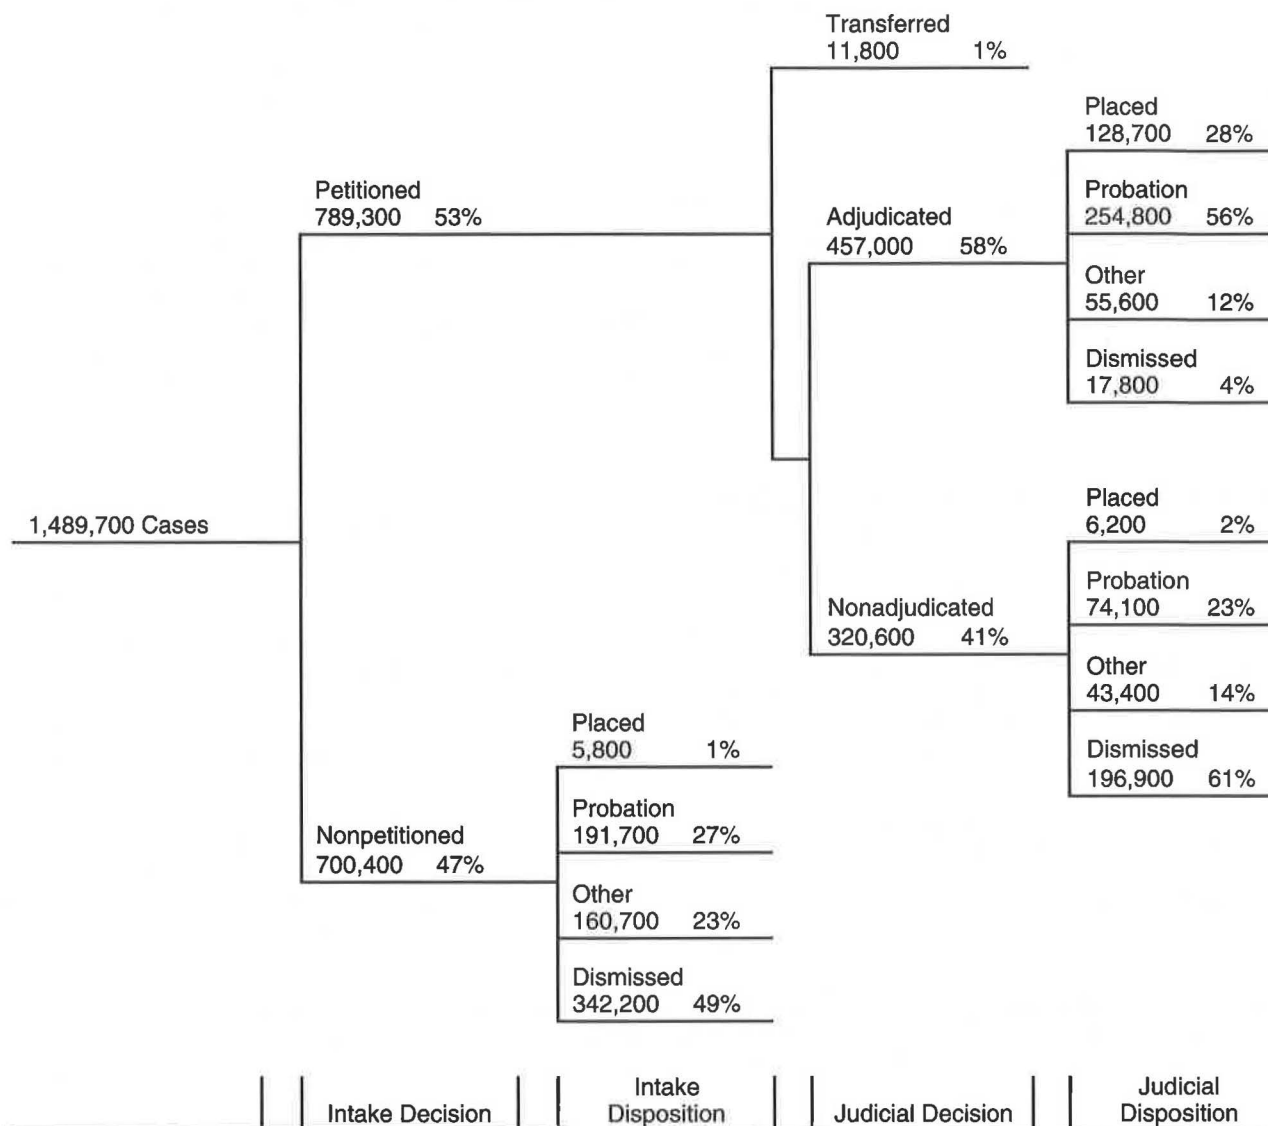 Transferred
11,800 1%
Placed
128,700 28%
Petitioned
789,300 53%
Adjudicated
457,000 58%
Probation
254,800 56%
Other
55,600 12%
Dismissed
17,800 4%
1,489,700 Cases
Placed
6,200 2%
Nonadjudicated
320,600 41%
Probation
74,100 23%
Other
43,400 14%
Dismissed
196,900 61%
Nonpetitioned
700,400 47%
Placed
5,800 1%
Probation
191,700 27%
Other
160,700 23%
Dismissed
342,200 49%
Intake Decision
Intake
Disposition
Judicial Decision
Judicial
Disposition